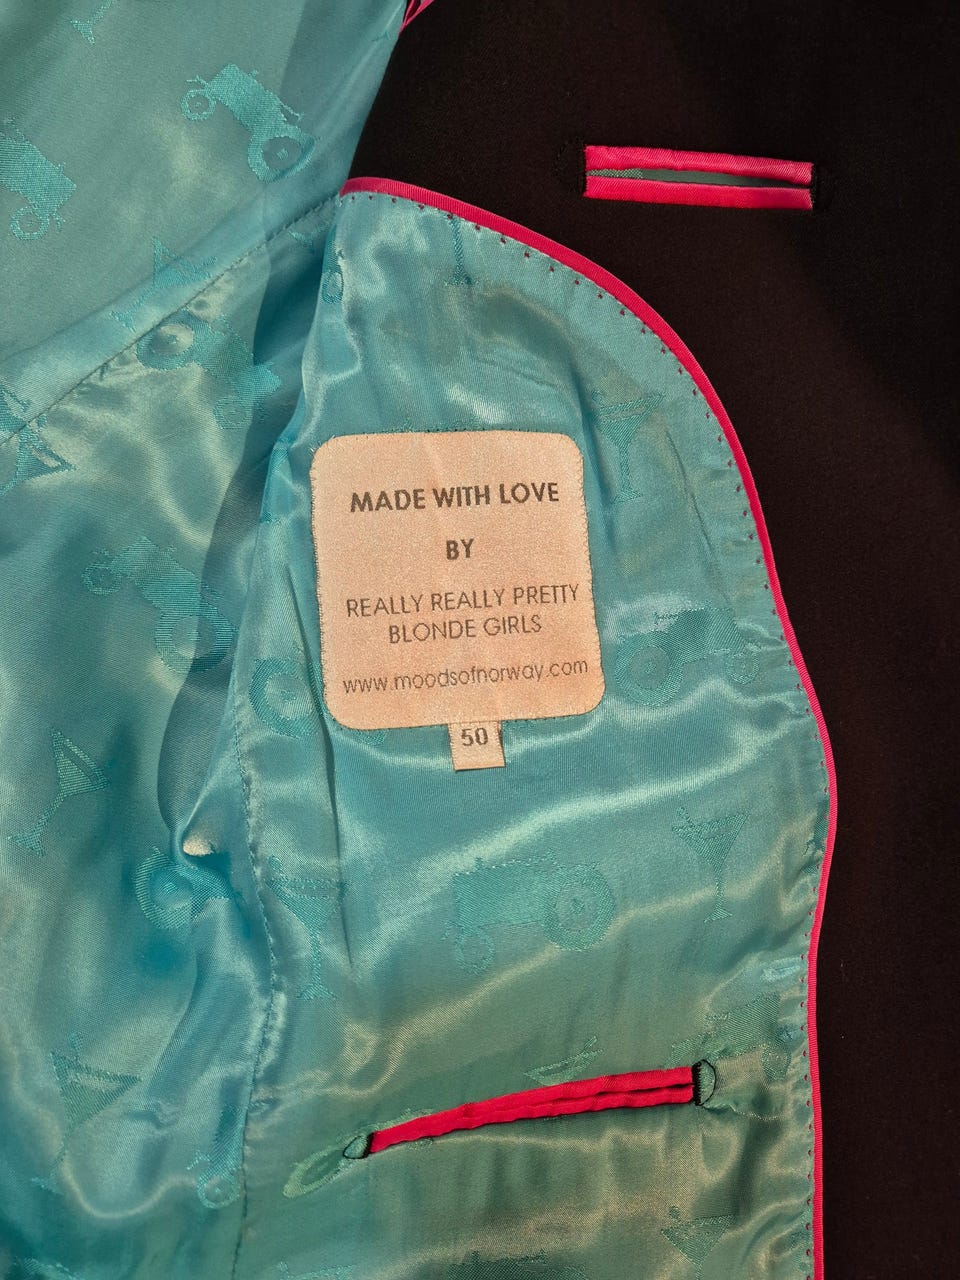 MADE WITH LOVE
BY
REALLY REALLY PRETTY
BLONDE GIRLS
www.moodsofnorway.com
50